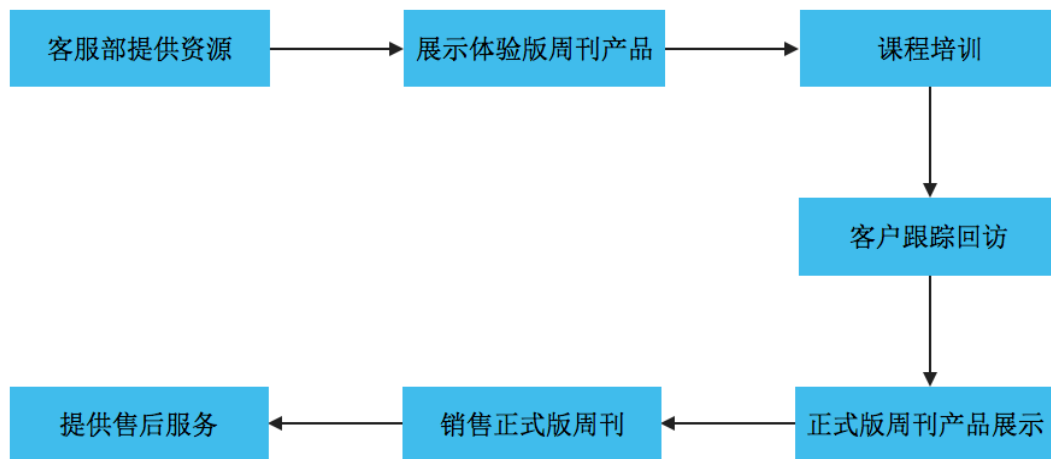 客服部提供资源
展示体验版周刊产品
课程培训
客户跟踪回访
正式版周刊产品展示
销售正式版周刊
提供售后服务